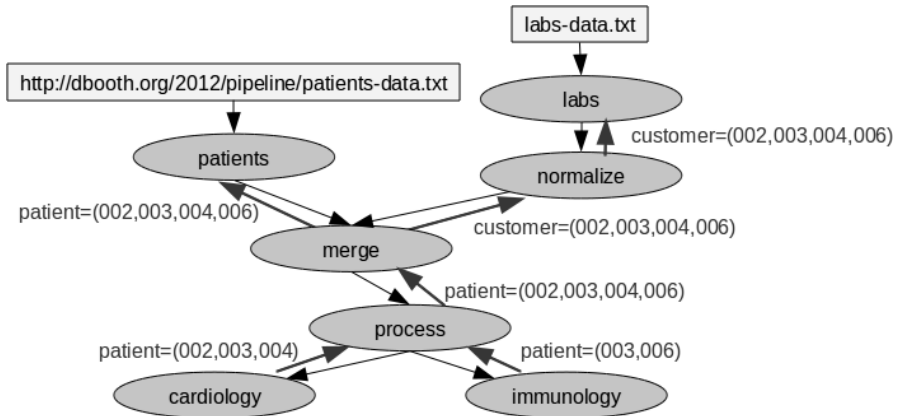 labs-data.txt
http://dbooth.org/2012/pipeline/patients-data.txt
labs
customer=(002,003,004,006)
patients
normalize
patient=(002,003,004,006)
customer=(002,003,004,006)
merge
patient=(002,003,004,006)
process
patient=(002,003,004)
patient=(003,006)
cardiology
immunology